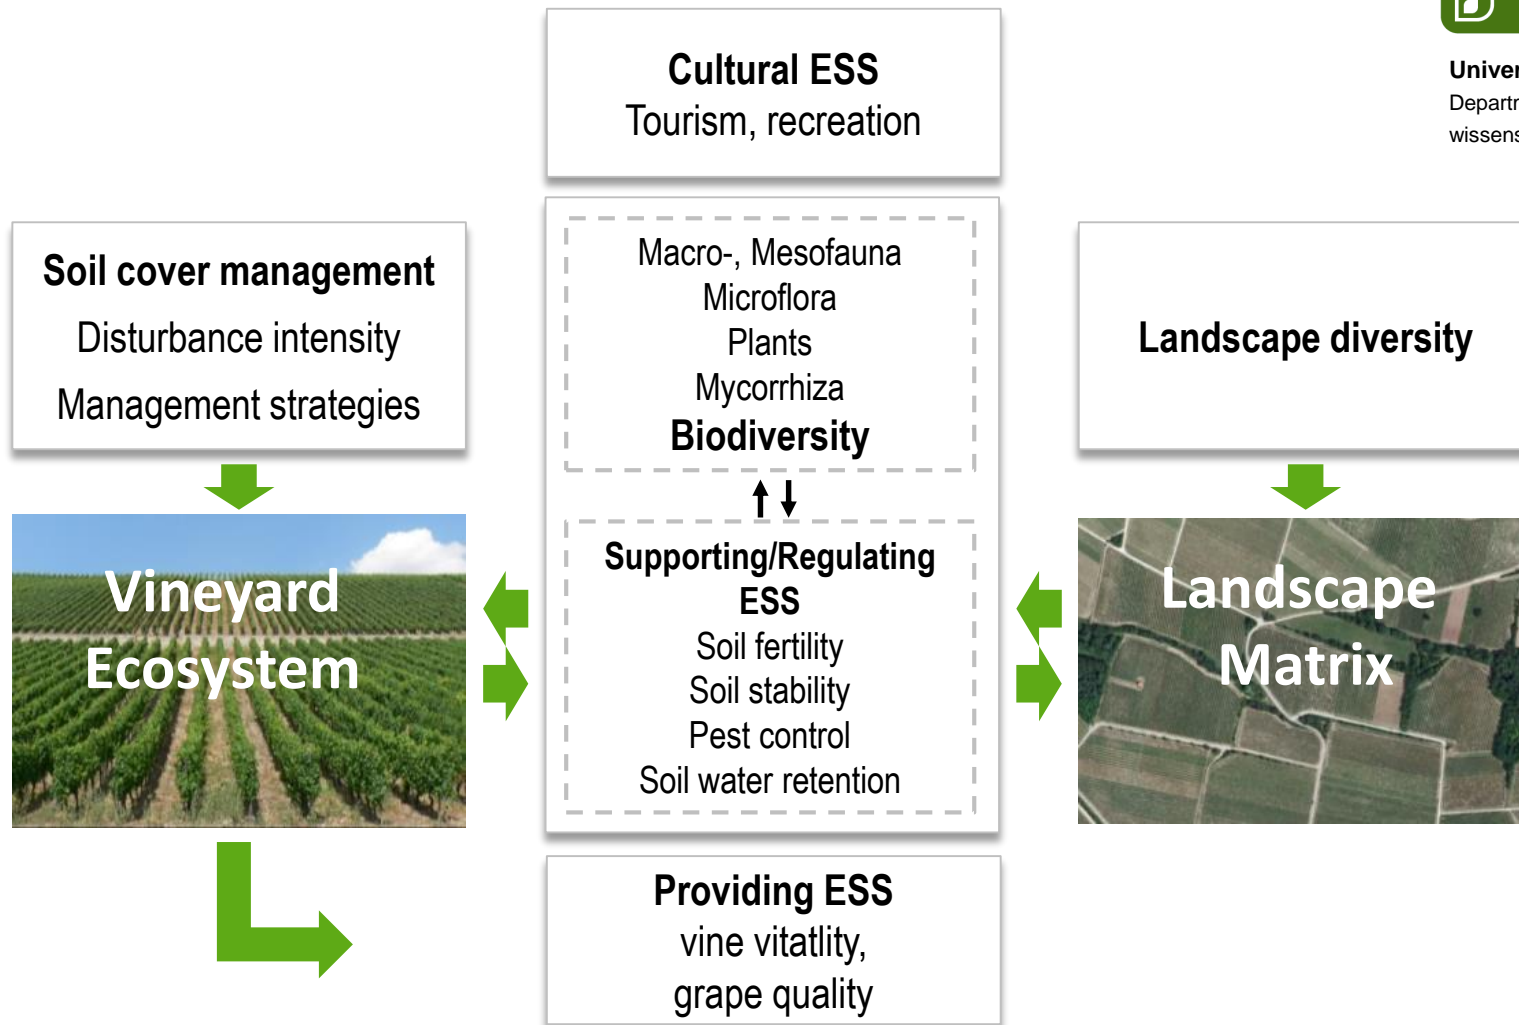 Cultural ESS
Tourism, recreation
Soil cover management
Disturbance intensity
Management strategies
Macro-, Mesofauna
Microflora
Plants
Mycorrhiza
Biodiversity
Supporting/Regulating
ESS
Soil fertility
Soil stability
Pest control
Soil water retention
Landscape diversity
Vineyard
Ecosystem
Landscape
Matrix
Providing ESS
vine vitatlity,
grape quality